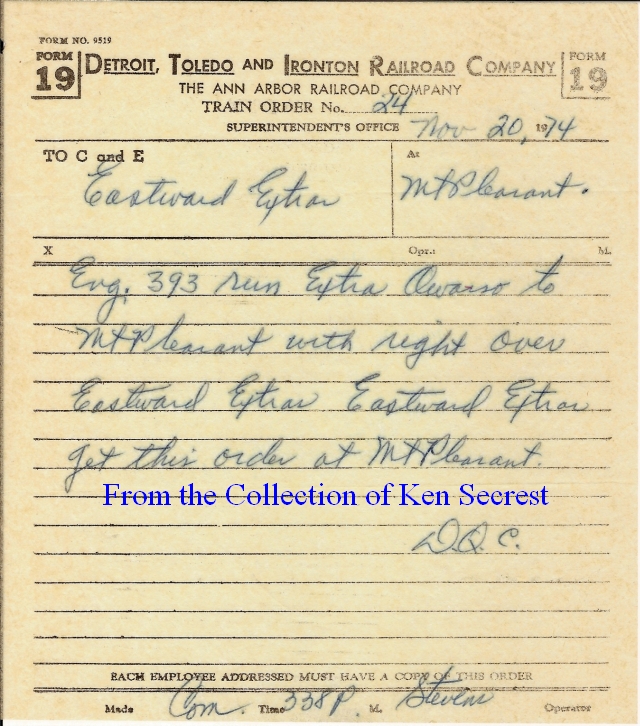 FORM NO. 9519
FORM 19 DETROIT, TOLEDO AND IRONTON RAILROAD COMPANY FORM 19
THE ANN ARBOR RAILROAD COMPANY
TRAIN ORDER No. 24
SUPERINTENDENT'S OFFICE Nov 20, 1974
TO C and E At
Eastward Extras MtPleasant.
X Opr.: M.
Eng. 393 run Extra Owosso to
MtPleasant with right over
Eastward Extras Eastward Extras
get this order at MtPleasant.
From the Collection of Ken Secrest
D.Q.C.
EACH EMPLOYEE ADDRESSED MUST HAVE A COPY OF THIS ORDER
Made Com. Time 338P. M. Stevens Operator